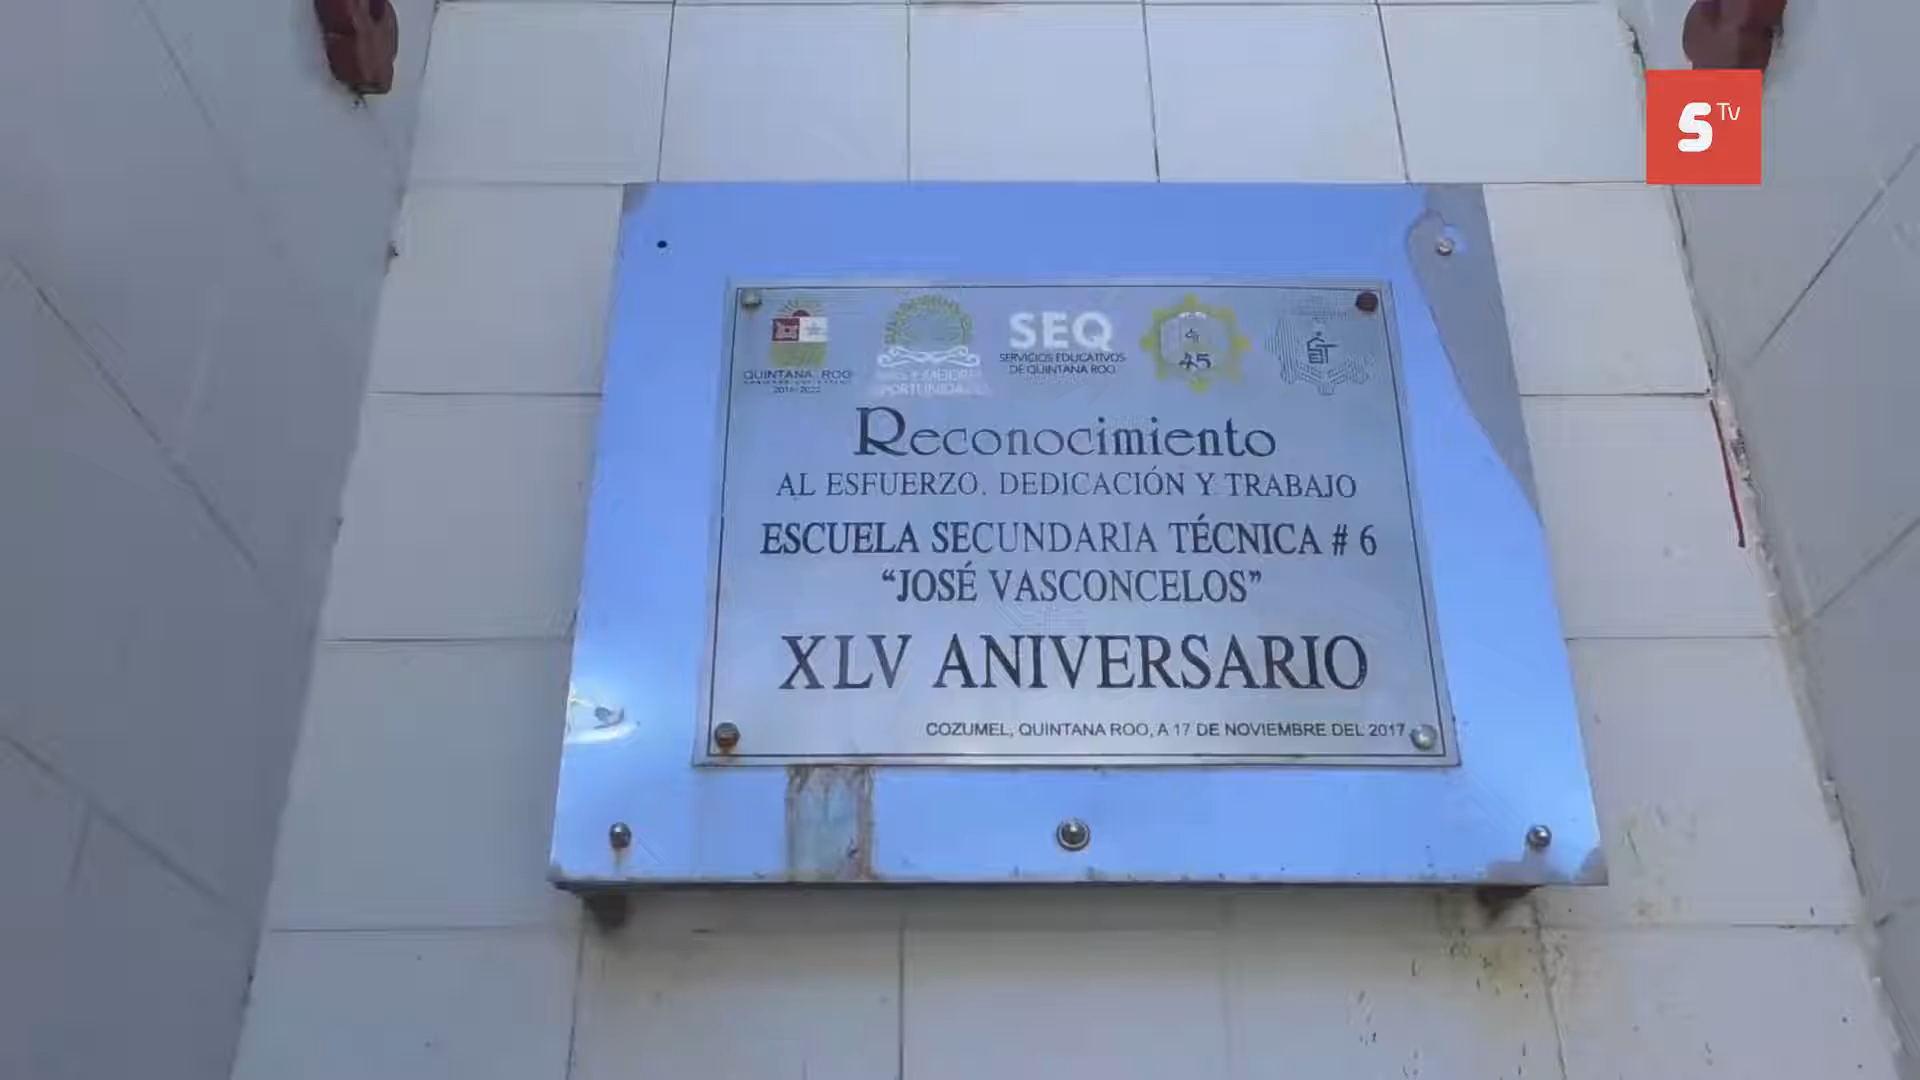 S Tv
SEQ
SERVICIOS EDUCATIVOS
DE QUINTANA ROO
QUINTANA ROO
2016-2022
45
Reconocimiento
AL ESFUERZO, DEDICACIÓN Y TRABAJO
ESCUELA SECUNDARIA TÉCNICA # 6
“JOSÉ VASCONCELOS”
XLV ANIVERSARIO
COZUMEL, QUINTANA ROO, A 17 DE NOVIEMBRE DEL 2017